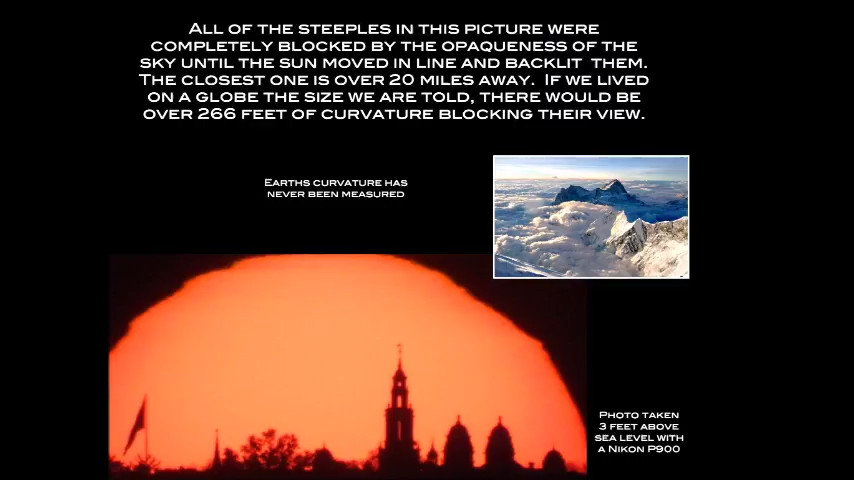 All of the steeples in this picture were
completely blocked by the opaqueness of the
sky until the sun moved in line and backlit them.
The closest one is over 20 miles away. If we lived
on a globe the size we are told, there would be
over 266 feet of curvature blocking their view.
Earths curvature has
never been measured
Photo taken
3 feet above
sea level with
a Nikon P900